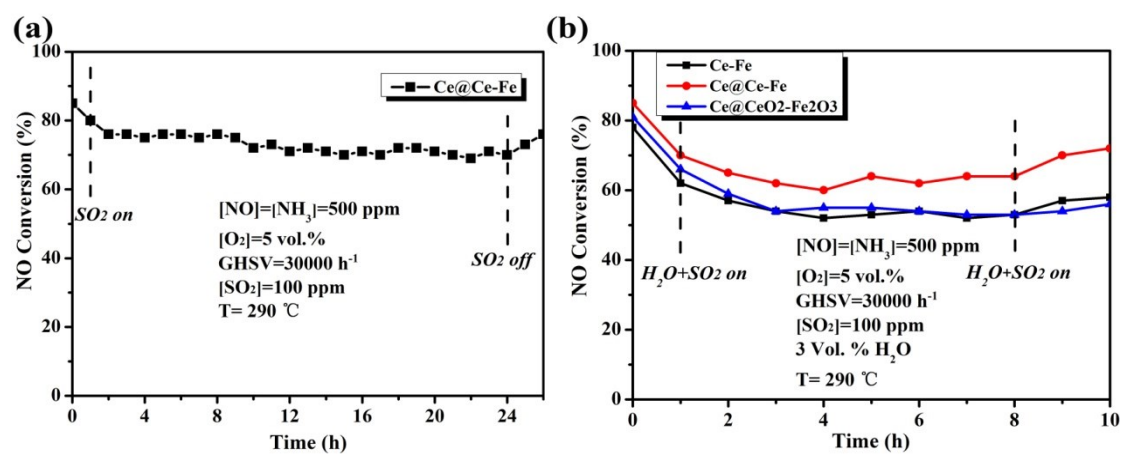 (a)
NO Conversion (%)
100
80
60
40
20
0
Ce@Ce-Fe
SO2 on
[NO]=[NH3]=500 ppm
[O2]=5 vol.%
GHSV=30000 h-1
[SO2]=100 ppm
T= 290 ℃
SO2 off
0 4 8 12 16 20 24
Time (h)
(b)
NO Conversion (%)
100
80
60
40
20
0
Ce-Fe
Ce@Ce-Fe
Ce@CeO2-Fe2O3
H2O+SO2 on
H2O+SO2 on
[NO]=[NH3]=500 ppm
[O2]=5 vol.%
GHSV=30000 h-1
[SO2]=100 ppm
3 Vol. % H2O
T= 290 ℃
0 2 4 6 8 10
Time (h)